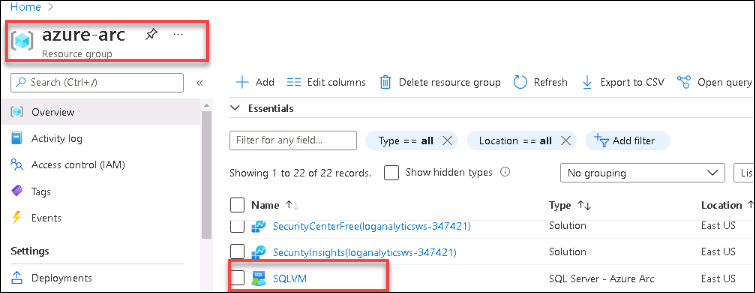 Home
azure-arc
Resource group
Search (Ctrl+/)
Overview
Activity log
Access control (IAM)
Tags
Events
Settings
Deployments
Add Edit columns Delete resource group Refresh Export to CSV Open query
Essentials
Filter for any field... Type == all Location == all Add filter
Showing 1 to 22 of 22 records. Show hidden types No grouping Lis
Name Type Location
SecurityCenterFree(loganalyticsws-347421) Solution East US
SecurityInsights(loganalyticsws-347421) Solution East US
SQLVM SQL Server - Azure Arc East US